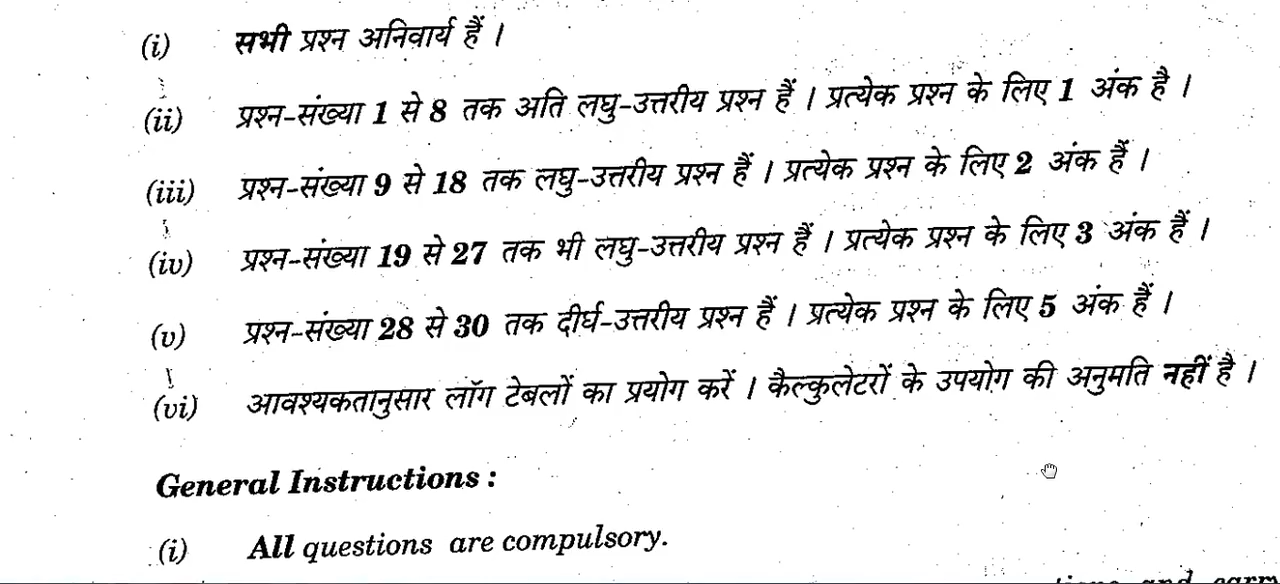 (i) सभी प्रश्न अनिवार्य हैं ।
(ii) प्रश्न-संख्या 1 से 8 तक अति लघु-उत्तरीय प्रश्न हैं । प्रत्येक प्रश्न के लिए 1 अंक है ।
(iii) प्रश्न-संख्या 9 से 18 तक लघु-उत्तरीय प्रश्न हैं । प्रत्येक प्रश्न के लिए 2 अंक हैं ।
(iv) प्रश्न-संख्या 19 से 27 तक भी लघु-उत्तरीय प्रश्न हैं । प्रत्येक प्रश्न के लिए 3 अंक हैं ।
(v) प्रश्न-संख्या 28 से 30 तक दीर्घ-उत्तरीय प्रश्न हैं । प्रत्येक प्रश्न के लिए 5 अंक हैं ।
(vi) आवश्यकतानुसार लॉग टेबलों का प्रयोग करें । कैल्कुलेटरों के उपयोग की अनुमति नहीं है ।
General Instructions :
(i) All questions are compulsory.